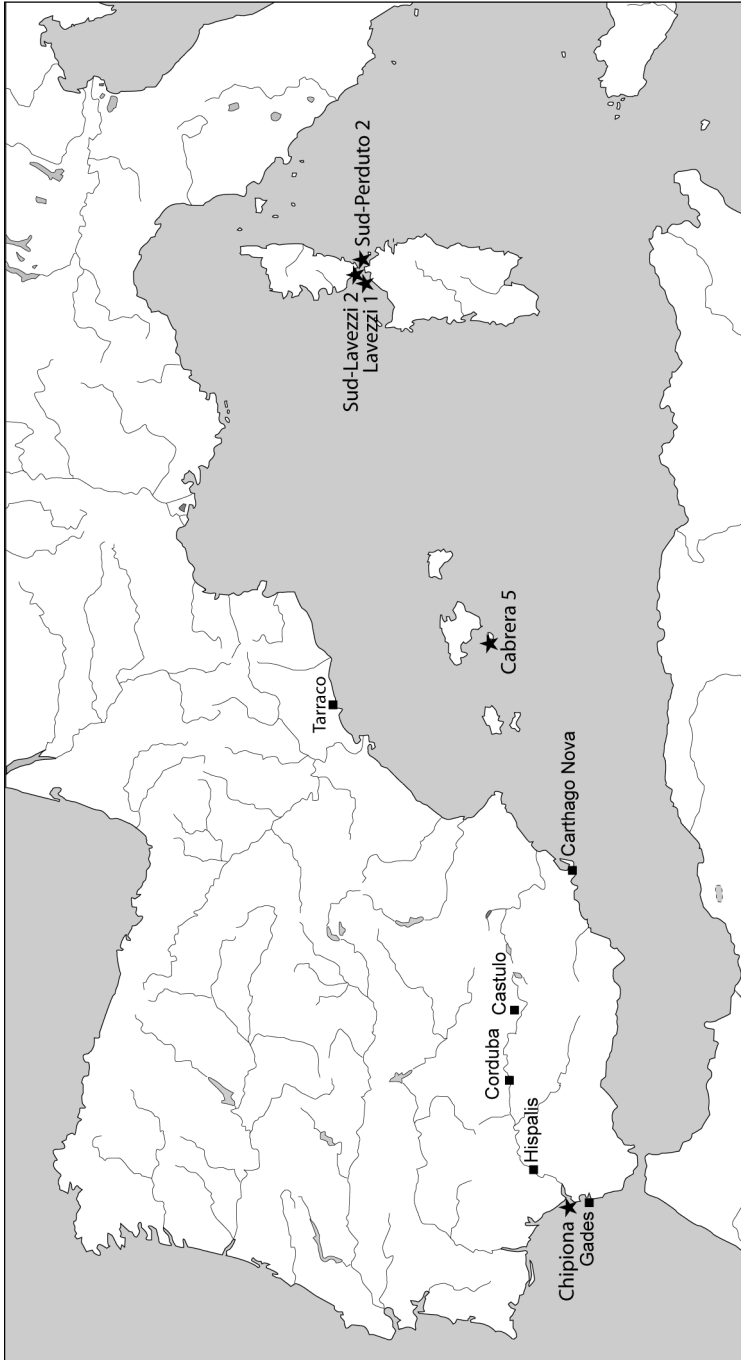 Sud-Perduto 2
Sud-Lavezzi 2
Lavezzi 1
Cabrera 5
Tarraco
Carthago Nova
Castulo
Corduba
Hispalis
Chipiona
Gades